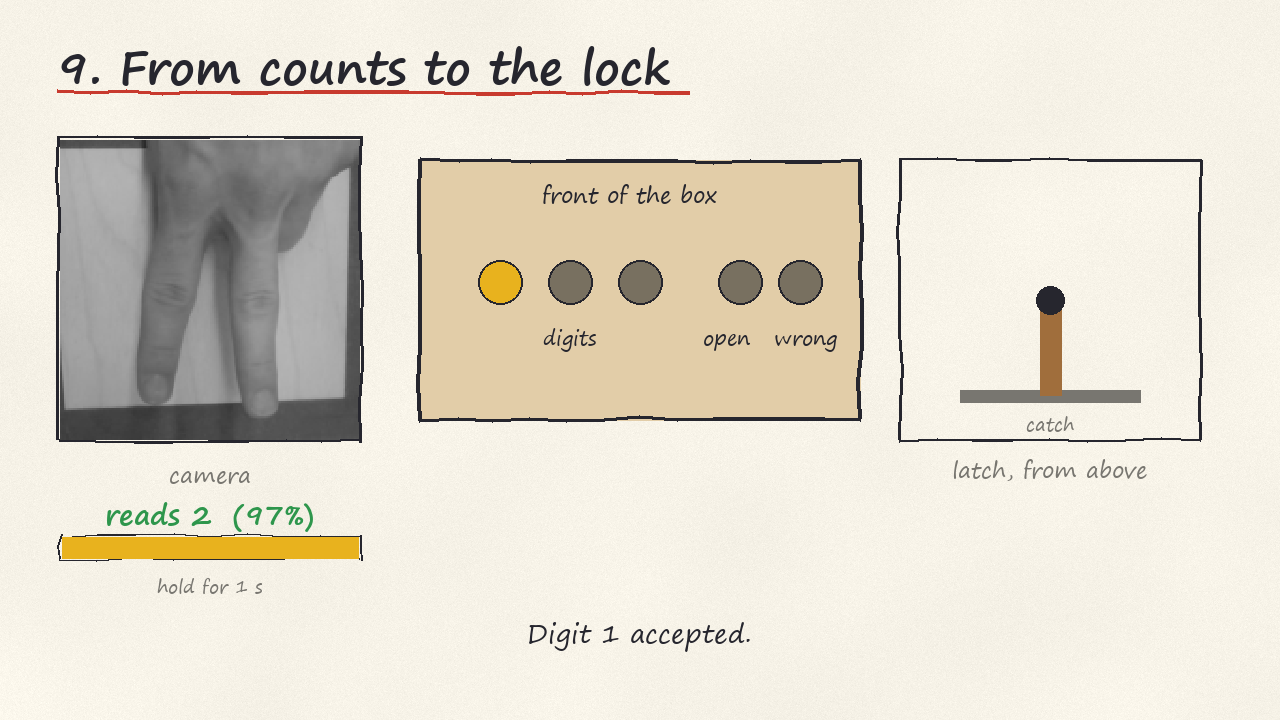 9. From counts to the lock
front of the box
digits
open
wrong
catch
camera
latch, from above
reads 2 (97%)
hold for 1 s
Digit 1 accepted.